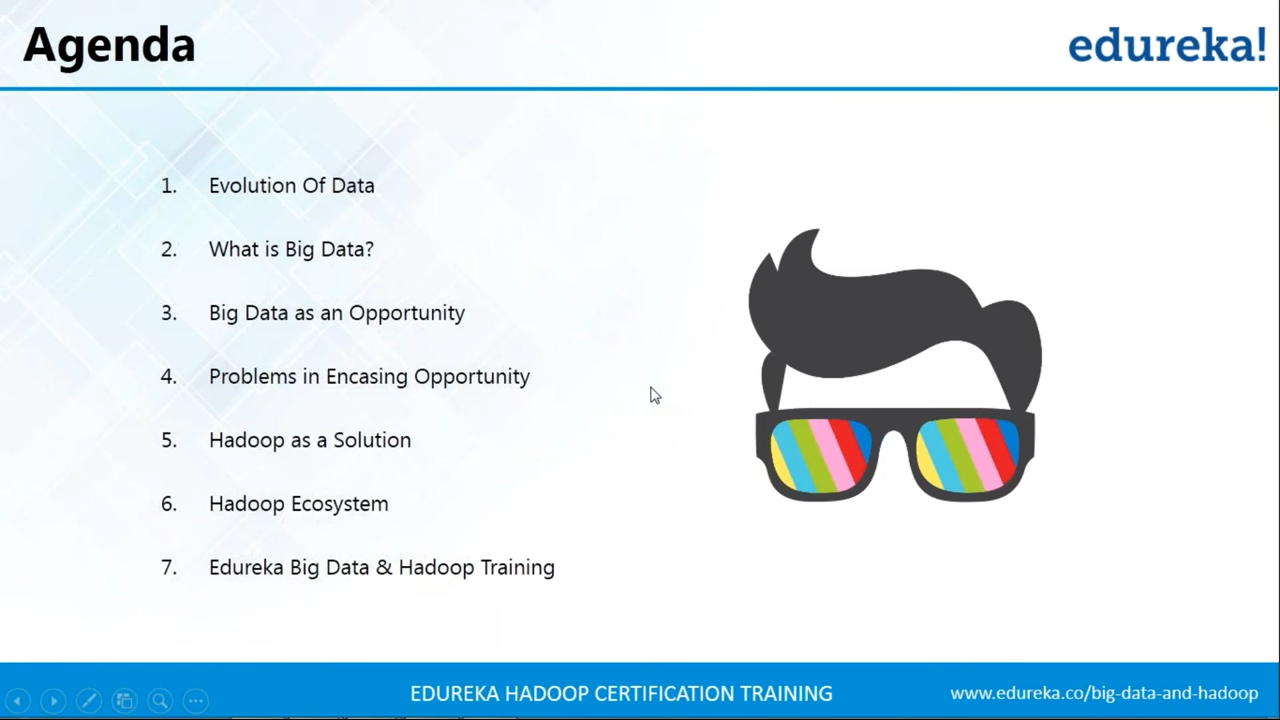 Agenda
edureka!
1. Evolution Of Data
2. What is Big Data?
3. Big Data as an Opportunity
4. Problems in Encasing Opportunity
5. Hadoop as a Solution
6. Hadoop Ecosystem
7. Edureka Big Data & Hadoop Training
EDUREKA HADOOP CERTIFICATION TRAINING
www.edureka.co/big-data-and-hadoop